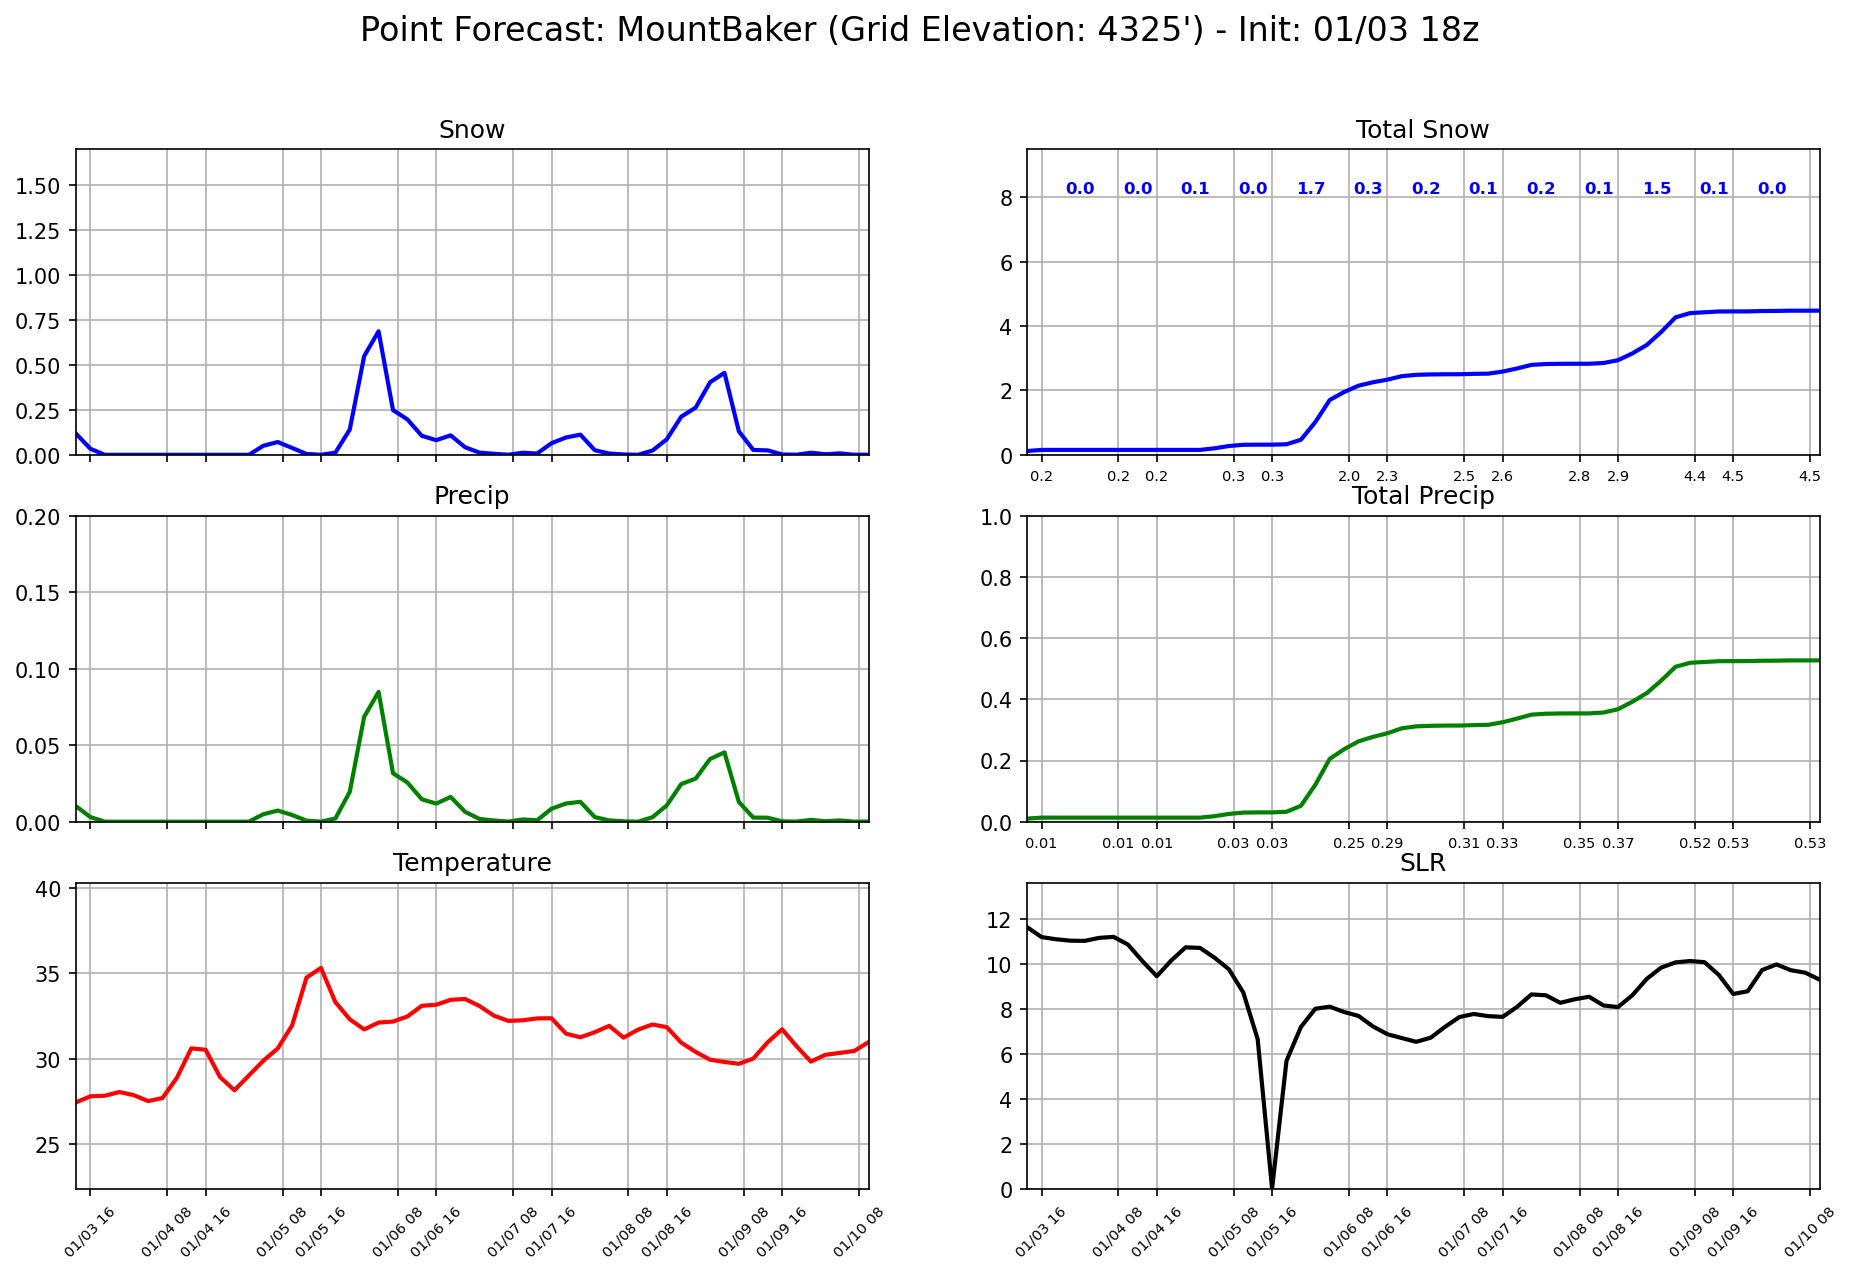 Point Forecast: MountBaker (Grid Elevation: 4325') - Init: 01/03 18z
Snow
1.50
1.25
1.00
0.75
0.50
0.25
0.00
Total Snow
0.0 0.0 0.1 0.0 1.7 0.3 0.2 0.1 0.2 0.1 1.5 0.1 0.0
8
6
4
2
0
0.2 0.2 0.2 0.3 0.3 2.0 2.3 2.5 2.6 2.8 2.9 4.4 4.5 4.5
Precip
0.20
0.15
0.10
0.05
0.00
Total Precip
1.0
0.8
0.6
0.4
0.2
0.0
0.01 0.01 0.01 0.03 0.03 0.25 0.29 0.31 0.33 0.35 0.37 0.52 0.53 0.53
Temperature
40
35
30
25
01/03 16 01/04 08 01/04 16 01/05 08 01/05 16 01/06 08 01/06 16 01/07 08 01/07 16 01/08 08 01/08 16 01/09 08 01/09 16 01/10 08
SLR
12
10
8
6
4
2
0
01/03 16 01/04 08 01/04 16 01/05 08 01/05 16 01/06 08 01/06 16 01/07 08 01/07 16 01/08 08 01/08 16 01/09 08 01/09 16 01/10 08